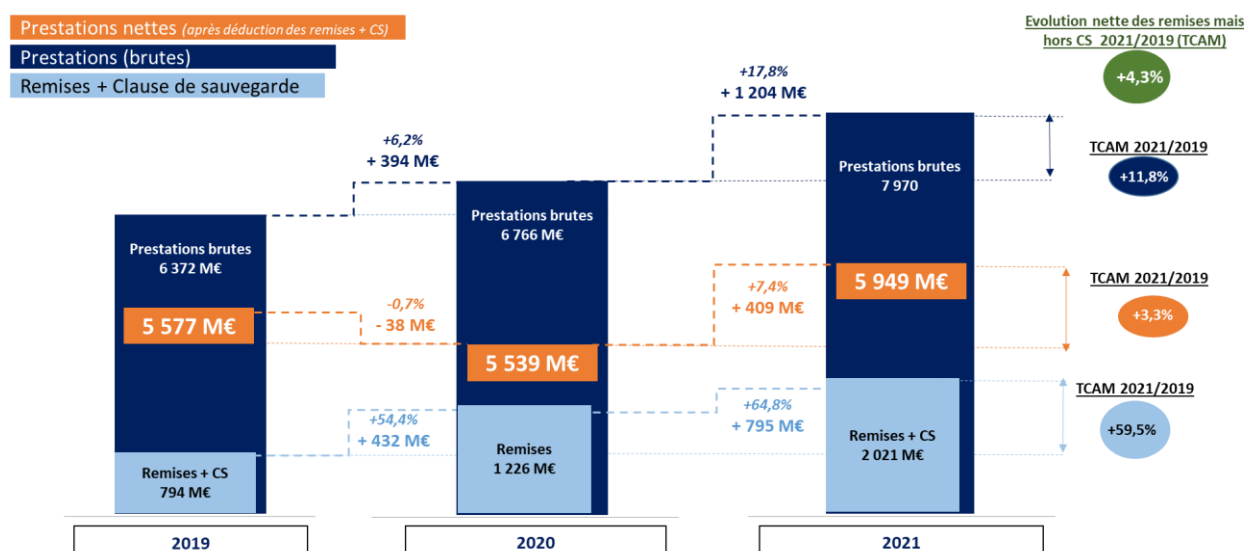 Prestations nettes (après déduction des remises + CS)
Prestations (brutes)
Remises + Clause de sauvegarde
Evolution nette des remises mais
hors CS 2021/2019 (TCAM)
+4,3%
+17,8%
+ 1 204 M€
+6,2%
+ 394 M€
TCAM 2021/2019
+11,8%
Prestations brutes
6 372 M€
Prestations brutes
6 766 M€
Prestations brutes
7 970
5 577 M€
-0,7%
- 38 M€
5 539 M€
+7,4%
+ 409 M€
5 949 M€
TCAM 2021/2019
+3,3%
Remises + CS
794 M€
+54,4%
+ 432 M€
Remises
1 226 M€
+64,8%
+ 795 M€
Remises + CS
2 021 M€
TCAM 2021/2019
+59,5%
2019
2020
2021